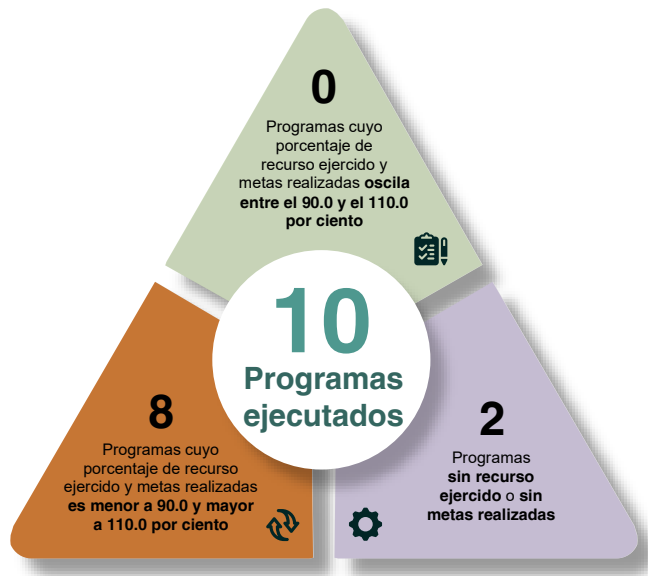 0
Programas cuyo
porcentaje de
recurso ejercido y
metas realizadas oscila
entre el 90.0 y el 110.0
por ciento
10
Programas
ejecutados
8
Programas cuyo
porcentaje de recurso
ejercido y metas realizadas
es menor a 90.0 y mayor
a 110.0 por ciento
2
Programas
sin recurso
ejercido o sin
metas realizadas